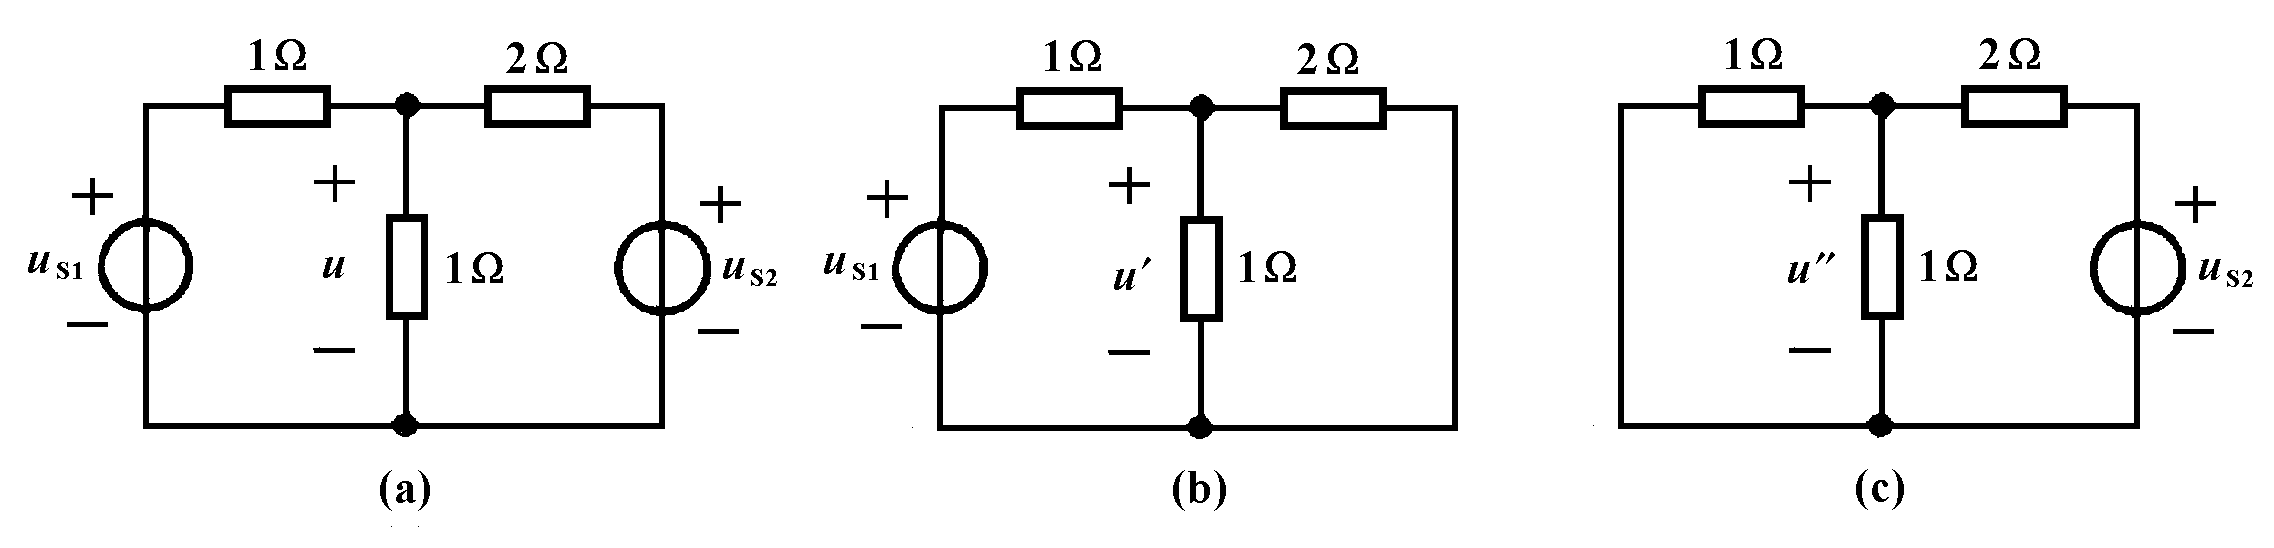 1Ω 2Ω
+ + +
u_S1 u 1Ω u_S2
− − −
(a)
1Ω 2Ω
+ +
u_S1 u′ 1Ω
− −
(b)
1Ω 2Ω
+ +
u″ 1Ω u_S2
− −
(c)